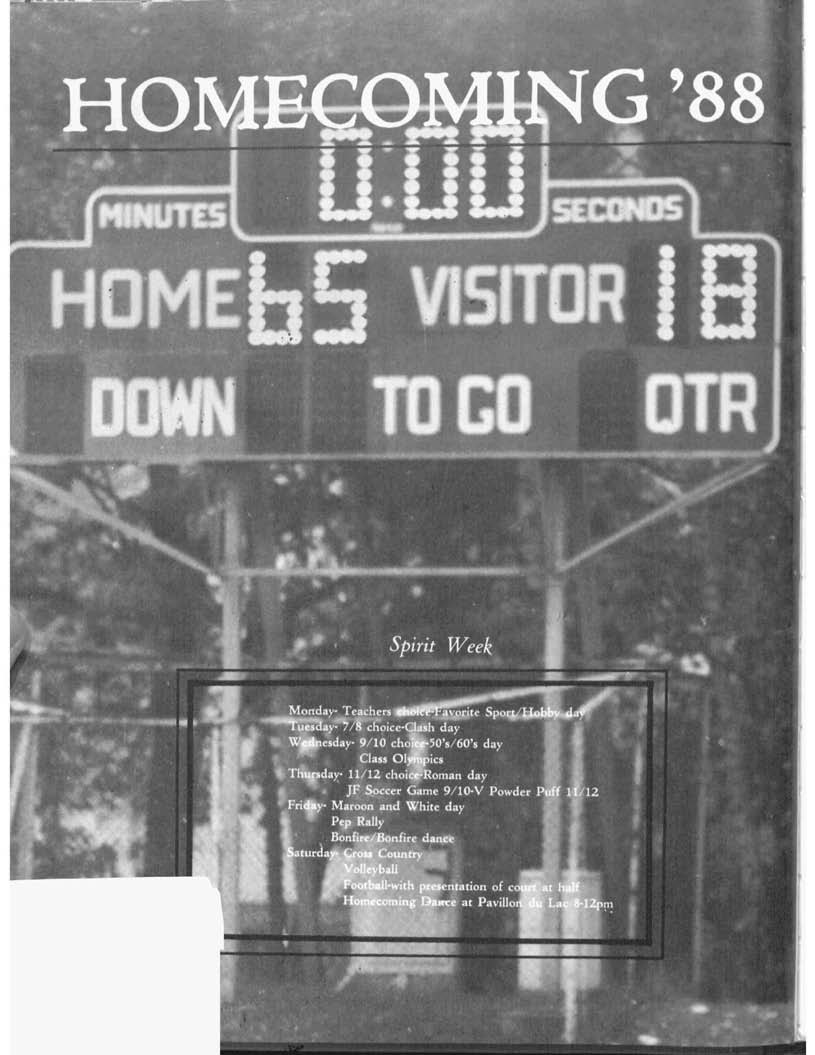 HOMECOMING '88
0:00
MINUTES SECONDS
HOME 65 VISITOR 18
DOWN TO GO QTR
Spirit Week
Monday- Teachers choice-Favorite Sport/Hobby day
Tuesday- 7/8 choice-Clash day
Wednesday- 9/10 choice-50's/60's day
Class Olympics
Thursday- 11/12 choice-Roman day
JF Soccer Game 9/10-V Powder Puff 11/12
Friday- Maroon and White day
Pep Rally
Bonfire/Bonfire dance
Saturday- Cross Country
Volleyball
Football-with presentation of court at half
Homecoming Dance at Pavillon du Lac 8-12pm